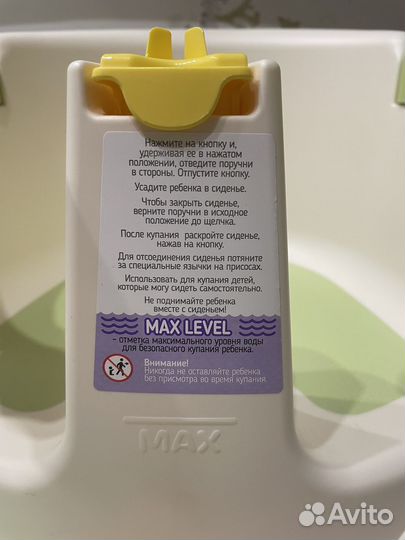 Нажмите на кнопку и,
удерживая ее в нажатом
положении, отведите поручни
в стороны. Отпустите кнопку.
Усадите ребенка в сиденье.
Чтобы закрыть сиденье,
верните поручни в исходное
положение до щелчка.
После купания раскройте сиденье,
нажав на кнопку.
Для отсоединения сиденья потяните
за специальные язычки на присосах.
Использовать для купания детей,
которые могу сидеть самостоятельно.
Не поднимайте ребенка
вместе с сиденьем!
MAX LEVEL
- отметка максимального уровня воды
для безопасного купания ребенка.
Внимание!
Никогда не оставляйте ребенка
без присмотра во время купания.
MAX
Avito